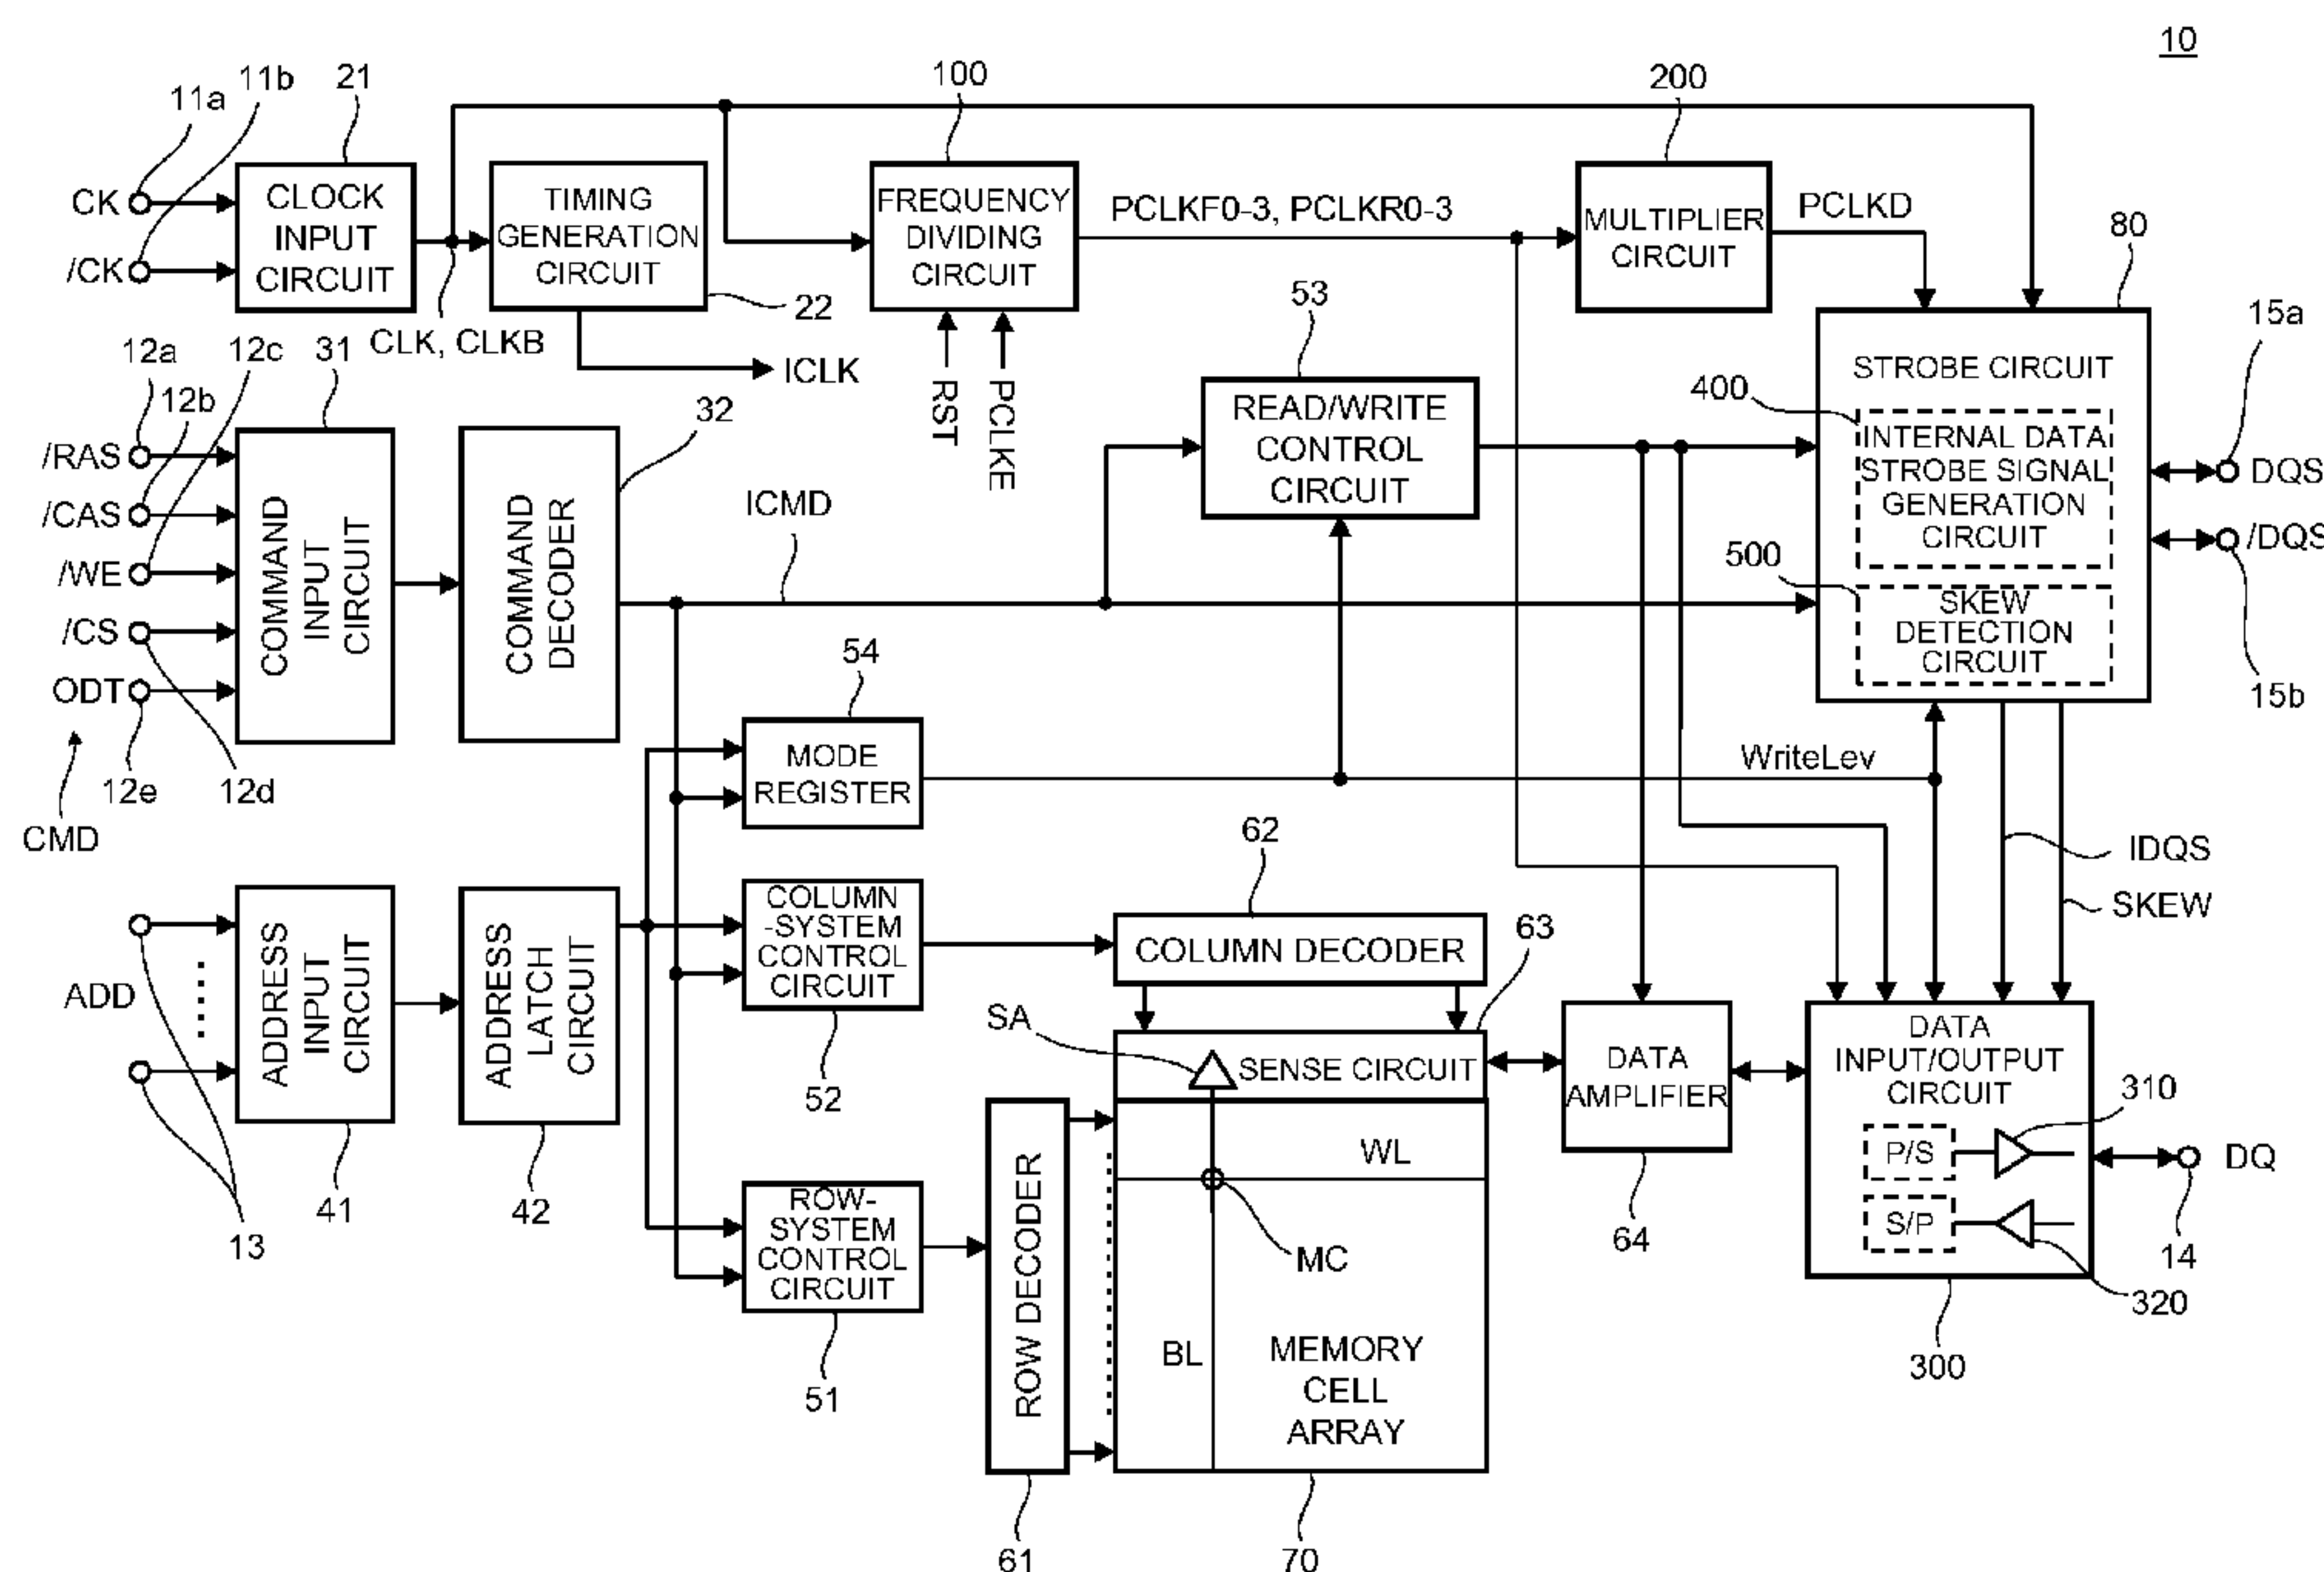 10
11a
11b
21
100
200
CK
/CK
CLOCK
INPUT
CIRCUIT
TIMING
GENERATION
CIRCUIT
22
CLK, CLKB
ICLK
FREQUENCY
DIVIDING
CIRCUIT
RST
PCLKE
PCLKF0-3, PCLKR0-3
MULTIPLIER
CIRCUIT
PCLKD
80
12a
12b
12c
31
32
/RAS
/CAS
/WE
/CS
ODT
12e
12d
CMD
COMMAND
INPUT
CIRCUIT
COMMAND
DECODER
ICMD
53
READ/WRITE
CONTROL
CIRCUIT
STROBE CIRCUIT
400
INTERNAL DATA
STROBE SIGNAL
GENERATION
CIRCUIT
500
SKEW
DETECTION
CIRCUIT
15a
DQS
/DQS
15b
54
MODE
REGISTER
WriteLev
IDQS
SKEW
ADD
13
ADDRESS
INPUT
CIRCUIT
41
ADDRESS
LATCH
CIRCUIT
42
COLUMN
-SYSTEM
CONTROL
CIRCUIT
52
ROW-
SYSTEM
CONTROL
CIRCUIT
51
62
COLUMN DECODER
63
SA
SENSE CIRCUIT
ROW DECODER
61
WL
MC
BL
MEMORY
CELL
ARRAY
70
DATA
AMPLIFIER
64
DATA
INPUT/OUTPUT
CIRCUIT
310
P/S
S/P
320
300
DQ
14